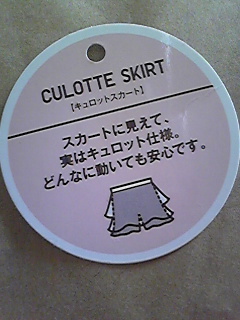 CULOTTE SKIRT
【キュロットスカート】
スカートに見えて、
実はキュロット仕様。
どんなに動いても安心です。